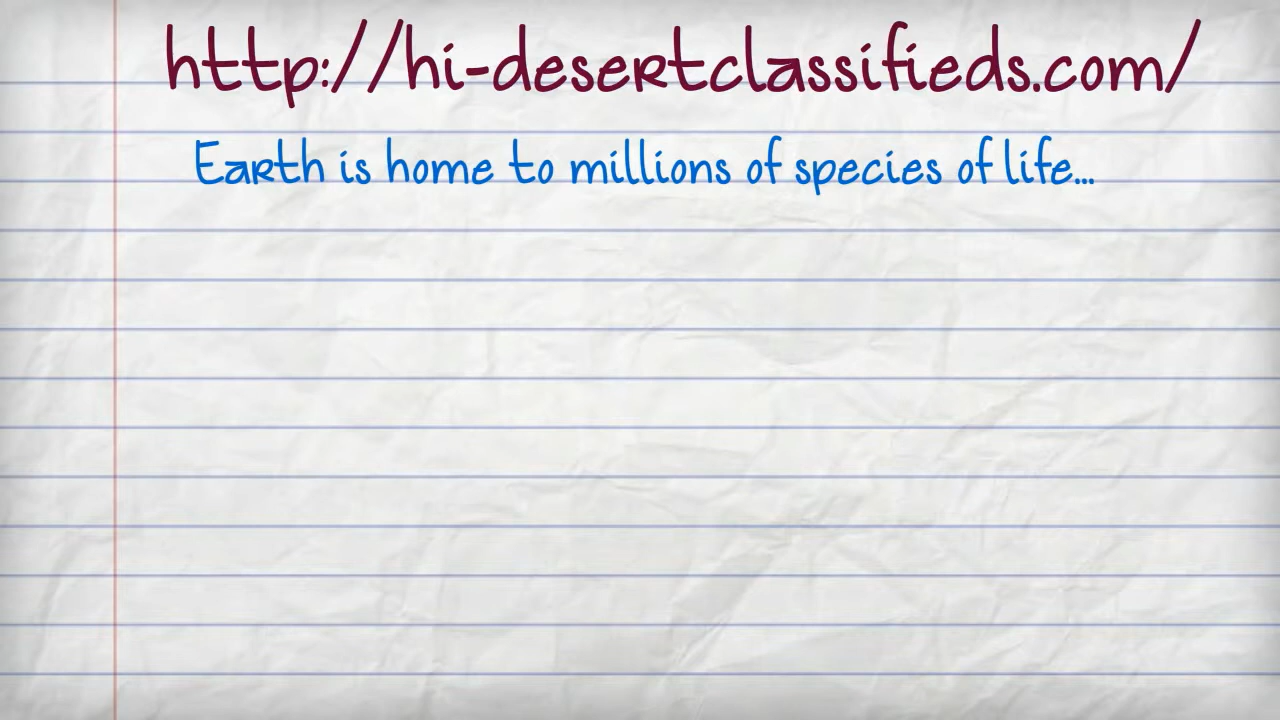 http://hi-desertclassifieds.com/
Earth is home to millions of species of life...